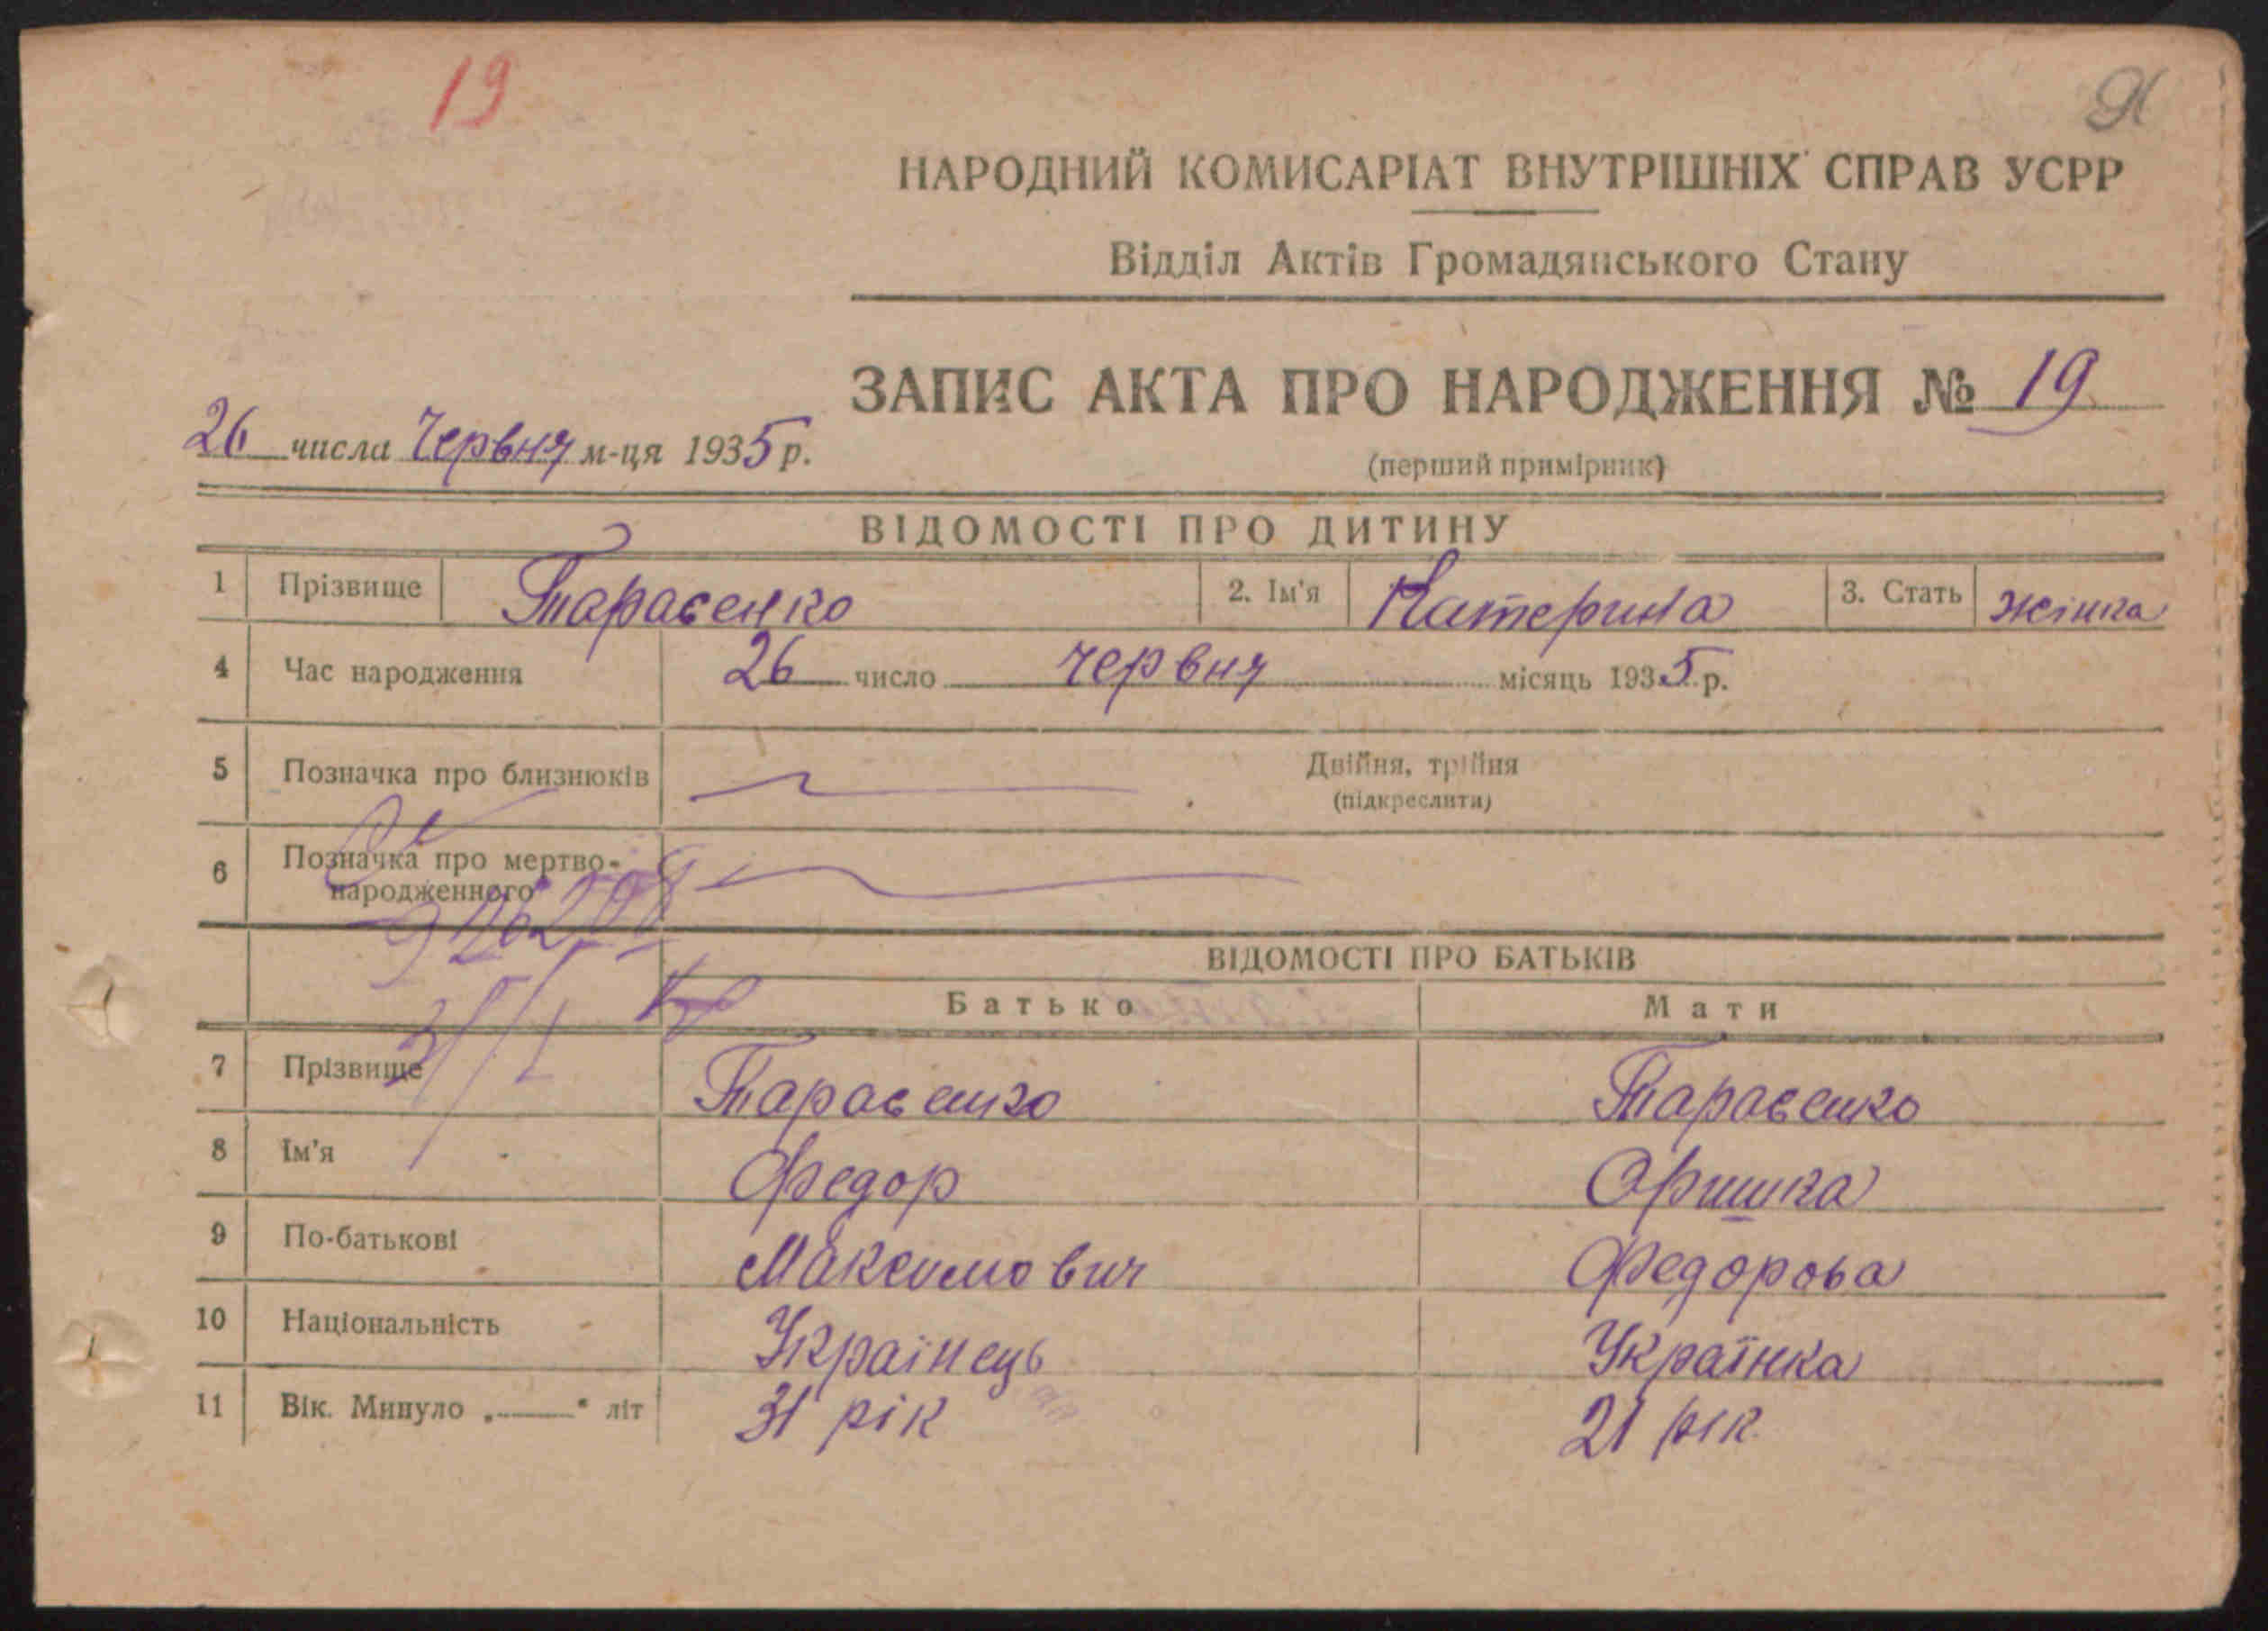 19
91
НАРОДНИЙ КОМИСАРІАТ ВНУТРІШНІХ СПРАВ УСРР
Відділ Актів Громадянського Стану
ЗАПИС АКТА ПРО НАРОДЖЕННЯ № 19
26 числа Червня м-ця 1935 р.
(перший примірник)
ВІДОМОСТІ ПРО ДИТИНУ
1 Прізвище Тарасенко 2. Ім'я Катерина 3. Стать жінка
4 Час народження 26 число червня місяць 1935 р.
5 Позначка про близнюків Двійня, трійня
(підкреслити)
6 Позначка про мертво-
народженого
ВІДОМОСТІ ПРО БАТЬКІВ
Батько Мати
7 Прізвище Тарасенко Тарасенко
8 Ім'я Федор Оришка
9 По-батькові Максимович Федорова
10 Національність Українець Українка
11 Вік. Минуло „——" літ 31 рік 21 рік